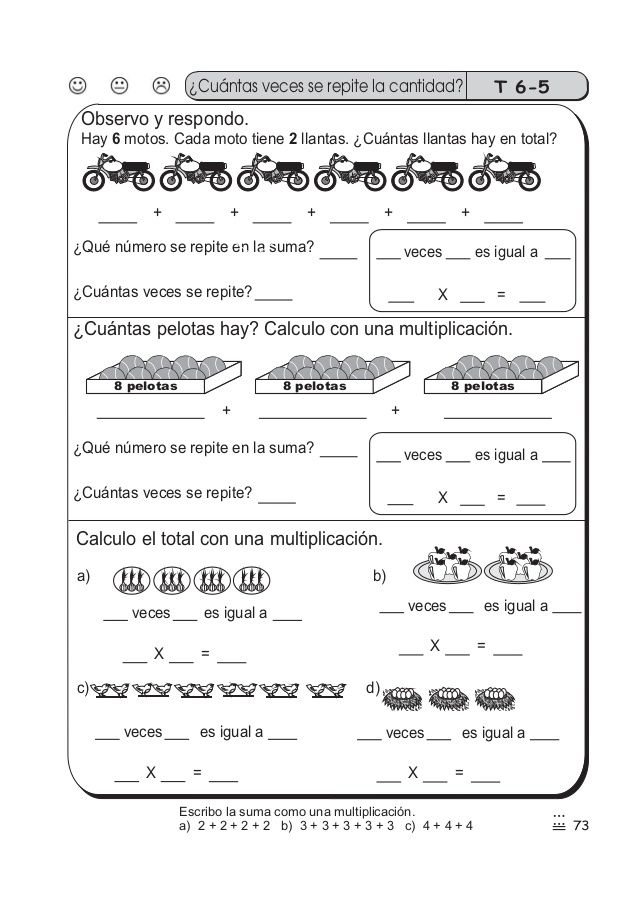 ¿Cuántas veces se repite la cantidad? T 6-5
Observo y respondo.
Hay 6 motos. Cada moto tiene 2 llantas. ¿Cuántas llantas hay en total?
____ + ____ + ____ + ____ + ____ + ____
¿Qué número se repite en la suma? ____
___ veces ___ es igual a ___
¿Cuántas veces se repite? ____
___ X ___ = ___
¿Cuántas pelotas hay? Calculo con una multiplicación.
8 pelotas 8 pelotas 8 pelotas
____ + ____ + ____
¿Qué número se repite en la suma? ____
___ veces ___ es igual a ___
¿Cuántas veces se repite? ____
___ X ___ = ___
Calculo el total con una multiplicación.
a) b)
___ veces ___ es igual a ___ ___ veces ___ es igual a ___
___ X ___ = ___ ___ X ___ = ___
c) d)
___ veces ___ es igual a ___ ___ veces ___ es igual a ___
___ X ___ = ___ ___ X ___ = ___
Escribo la suma como una multiplicación.
a) 2 + 2 + 2 + 2 b) 3 + 3 + 3 + 3 + 3 c) 4 + 4 + 4
73